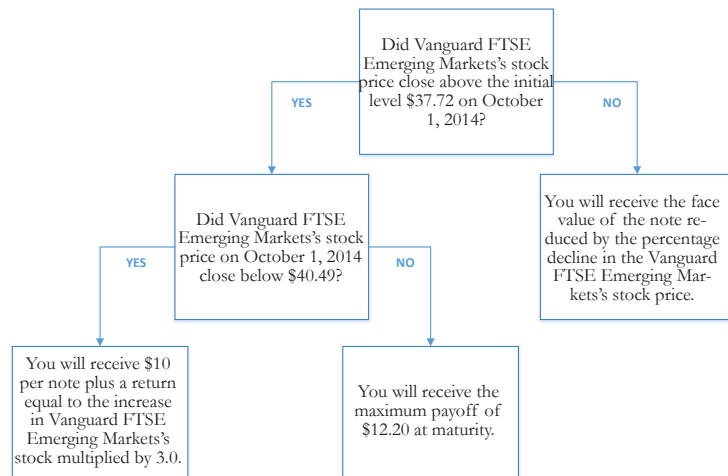 Did Vanguard FTSE
Emerging Markets's stock
price close above the initial
level $37.72 on October
1, 2014?
YES
NO
Did Vanguard FTSE
Emerging Markets's stock
price on October 1, 2014
close below $40.49?
You will receive the face
value of the note re-
duced by the percentage
decline in the Vanguard
FTSE Emerging Mar-
kets's stock price.
YES
NO
You will receive $10
per note plus a return
equal to the increase
in Vanguard FTSE
Emerging Markets's
stock multiplied by 3.0.
You will receive the
maximum payoff of
$12.20 at maturity.